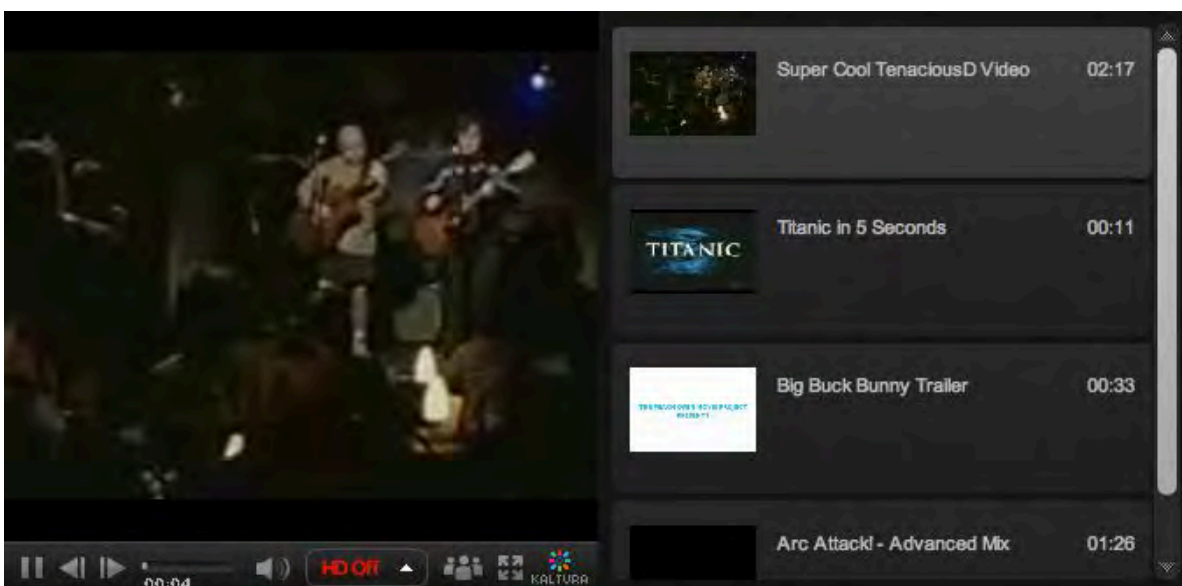 Super Cool TenaciousD Video 02:17
TITANIC
Titanic in 5 Seconds 00:11
Big Buck Bunny Trailer 00:33
Arc Attack! - Advanced Mix 01:26
00:04
HD Off
KALTURA